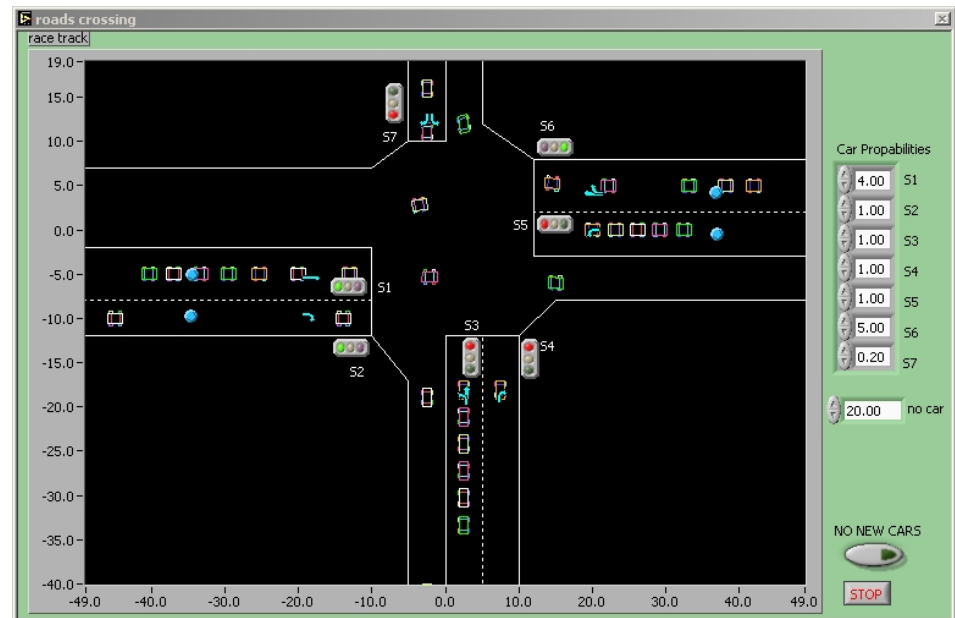 roads crossing
race track
19.0
15.0
10.0
5.0
0.0
-5.0
-10.0
-15.0
-20.0
-25.0
-30.0
-35.0
-40.0
-49.0 -40.0 -30.0 -20.0 -10.0 0.0 10.0 20.0 30.0 40.0 49.0
S7
S6
S5
S1
S2
S3
S4
Car Propabilities
4.00 S1
1.00 S2
1.00 S3
1.00 S4
1.00 S5
5.00 S6
0.20 S7
20.00 no car
NO NEW CARS
STOP